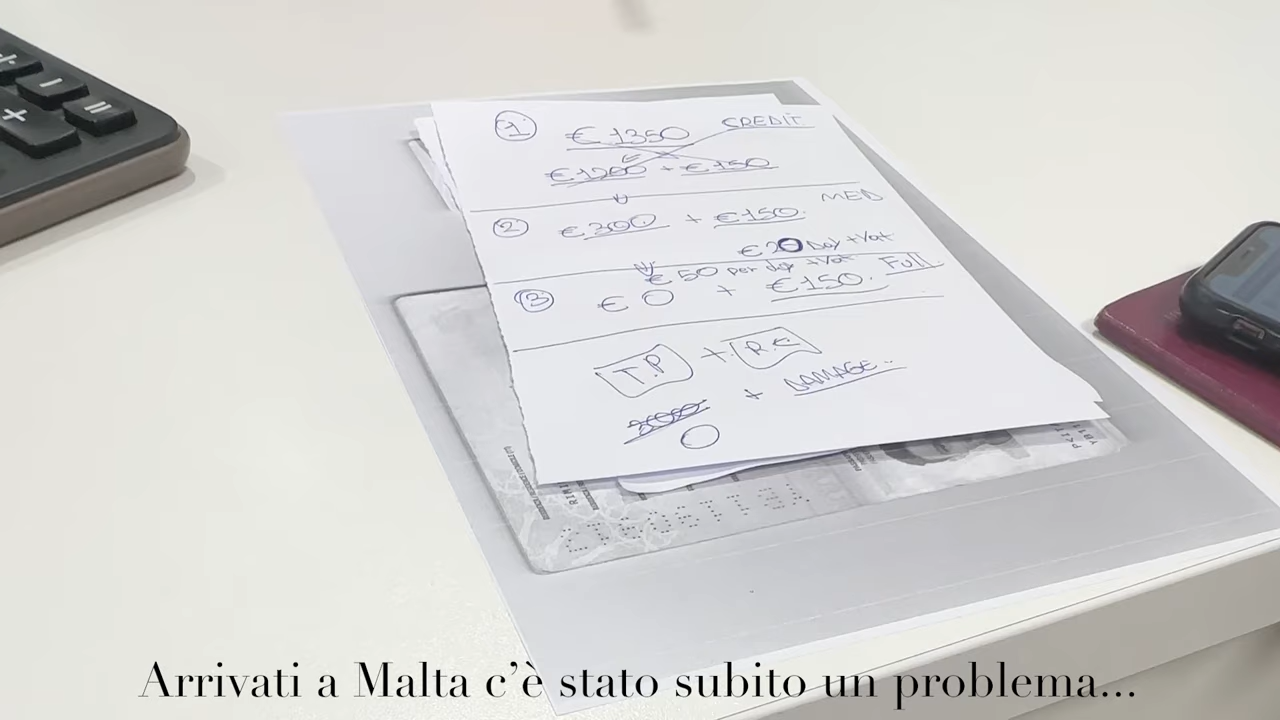 ÷
-
+
=
① €1350 CREDIT
€1200 + €150
② €300 + €150 MED
€20 Day + Vat
€50 per day + Vat
③ € 0 + €150. Full
T.P + R.C
+ DAMAGE..
0
RIMINI
Arrivati a Malta c'è stato subito un problema...